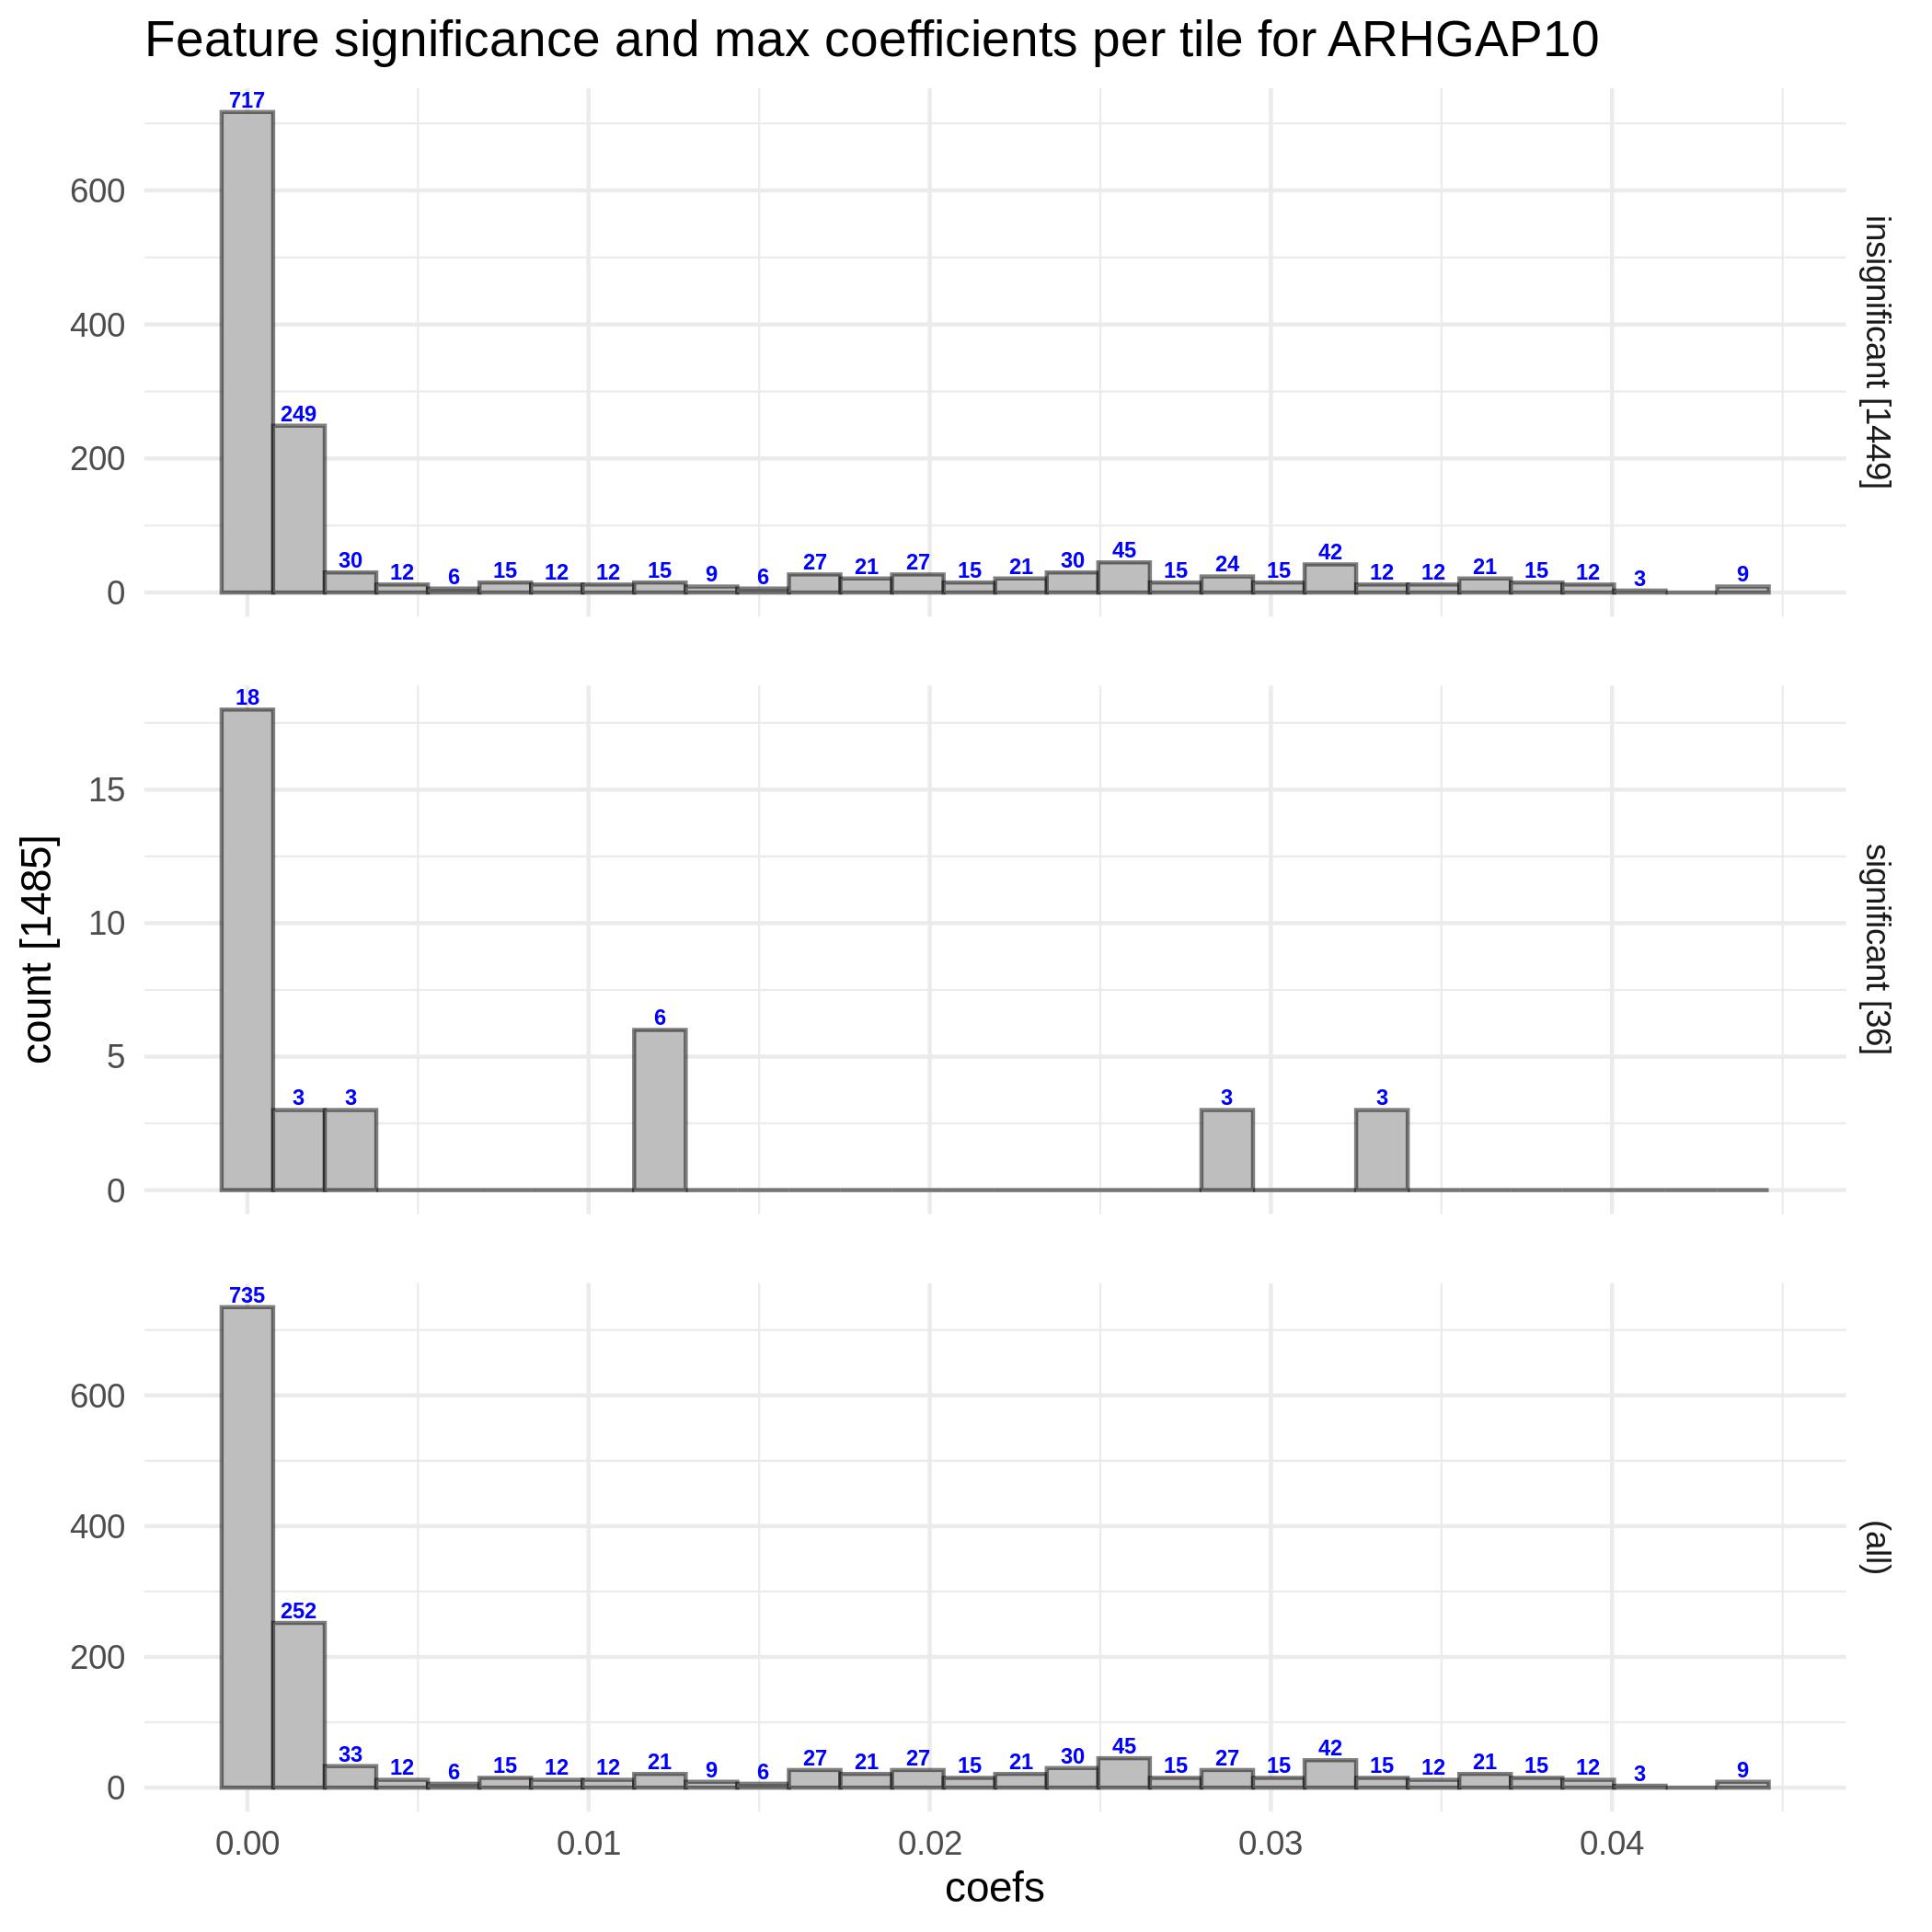 Feature significance and max coefficients per tile for ARHGAP10
717
600
400
249
200
30 12 6 15 12 12 15 9 6 27 21 27 15 21 30 45 15 24 15 42 12 12 21 15 12 3 9
0
insignificant [1449]
18
15
10
6
5
3 3 3 3
0
significant [36]
count [1485]
735
600
400
252
200
33 12 6 15 12 12 21 9 6 27 21 27 15 21 30 45 15 27 15 42 15 12 21 15 12 3 9
0
(all)
0.00 0.01 0.02 0.03 0.04
coefs